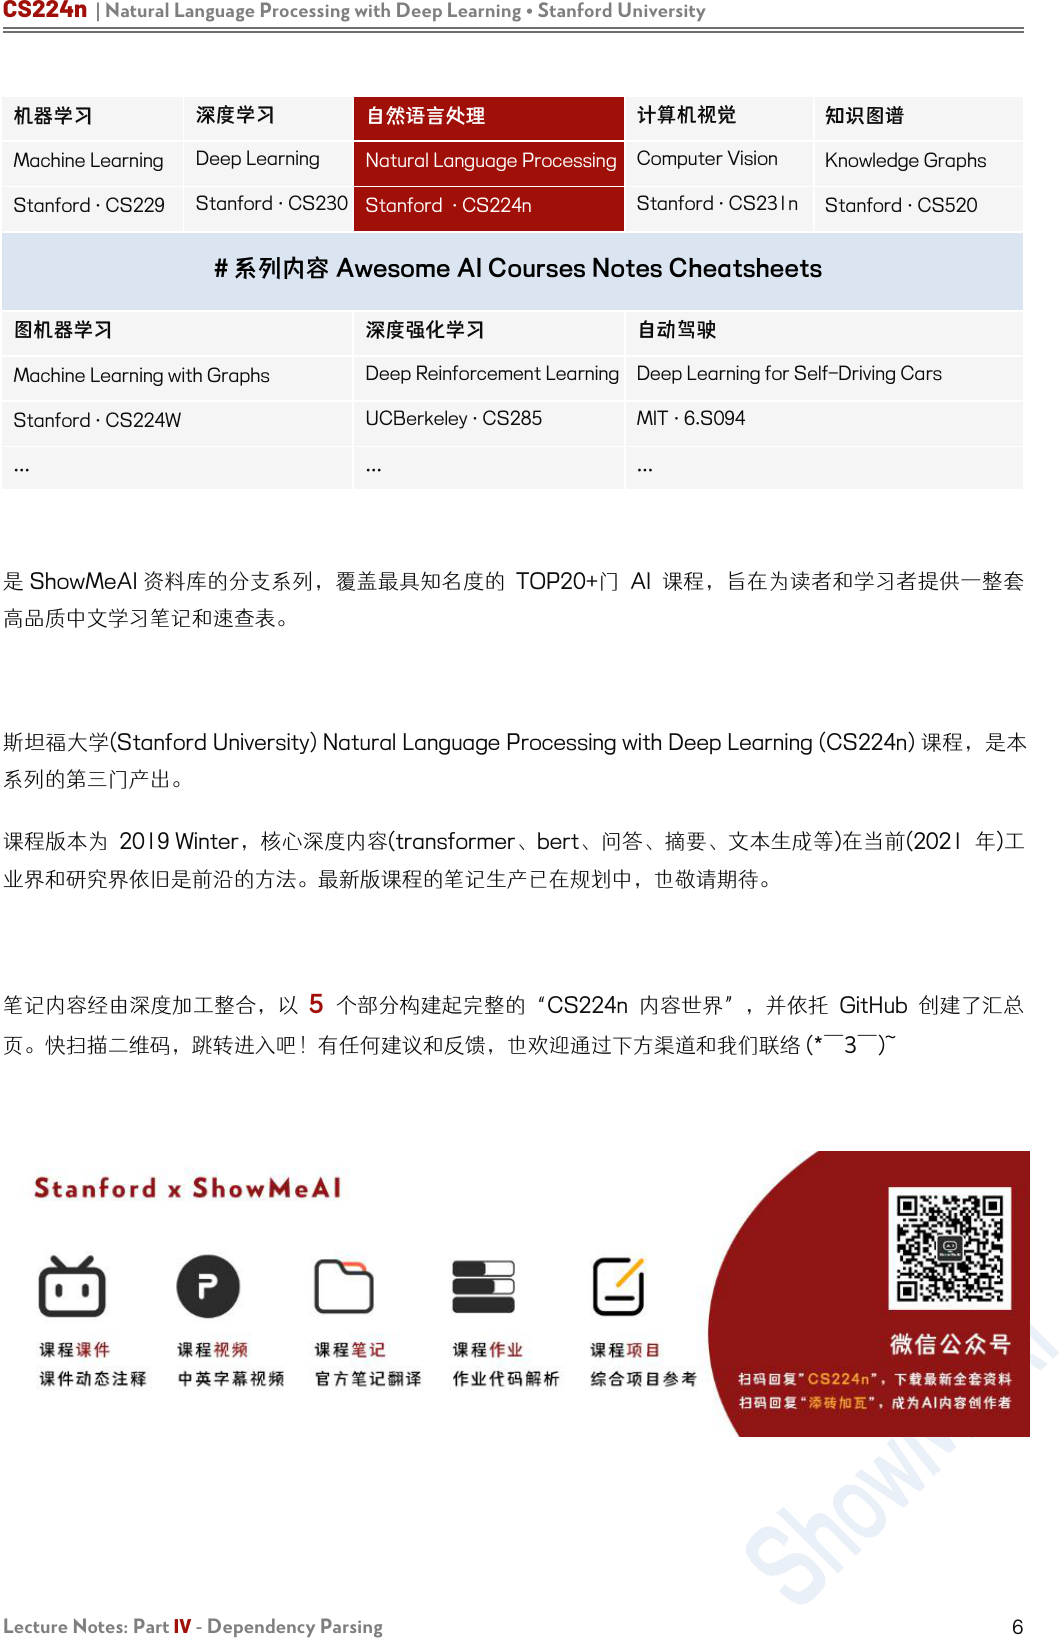 CS224n | Natural Language Processing with Deep Learning • Stanford University
机器学习 深度学习 自然语言处理 计算机视觉 知识图谱
Machine Learning Deep Learning Natural Language Processing Computer Vision Knowledge Graphs
Stanford · CS229 Stanford · CS230 Stanford · CS224n Stanford · CS231n Stanford · CS520
# 系列内容 Awesome AI Courses Notes Cheatsheets
图机器学习 深度强化学习 自动驾驶
Machine Learning with Graphs Deep Reinforcement Learning Deep Learning for Self-Driving Cars
Stanford · CS224W UCBerkeley · CS285 MIT · 6.S094
... ... ...
是 ShowMeAI 资料库的分支系列，覆盖最具知名度的 TOP20+门 AI 课程，旨在为读者和学习者提供一整套
高品质中文学习笔记和速查表。
斯坦福大学(Stanford University) Natural Language Processing with Deep Learning (CS224n) 课程，是本
系列的第三门产出。
课程版本为 2019 Winter，核心深度内容(transformer、bert、问答、摘要、文本生成等)在当前(2021 年)工
业界和研究界依旧是前沿的方法。最新版课程的笔记生产已在规划中，也敬请期待。
笔记内容经由深度加工整合，以 5 个部分构建起完整的 “CS224n 内容世界”，并依托 GitHub 创建了汇总
页。快扫描二维码，跳转进入吧！有任何建议和反馈，也欢迎通过下方渠道和我们联络 (*￣3￣)~
Stanford x ShowMeAI
课程课件 课程视频 课程笔记 课程作业 课程项目
课件动态注释 中英字幕视频 官方笔记翻译 作业代码解析 综合项目参考
微信公众号
扫码回复“CS224n”，下载最新全套资料
扫码回复“添砖加瓦”，成为AI内容创作者
ShowMeAI
Lecture Notes: Part IV - Dependency Parsing 6